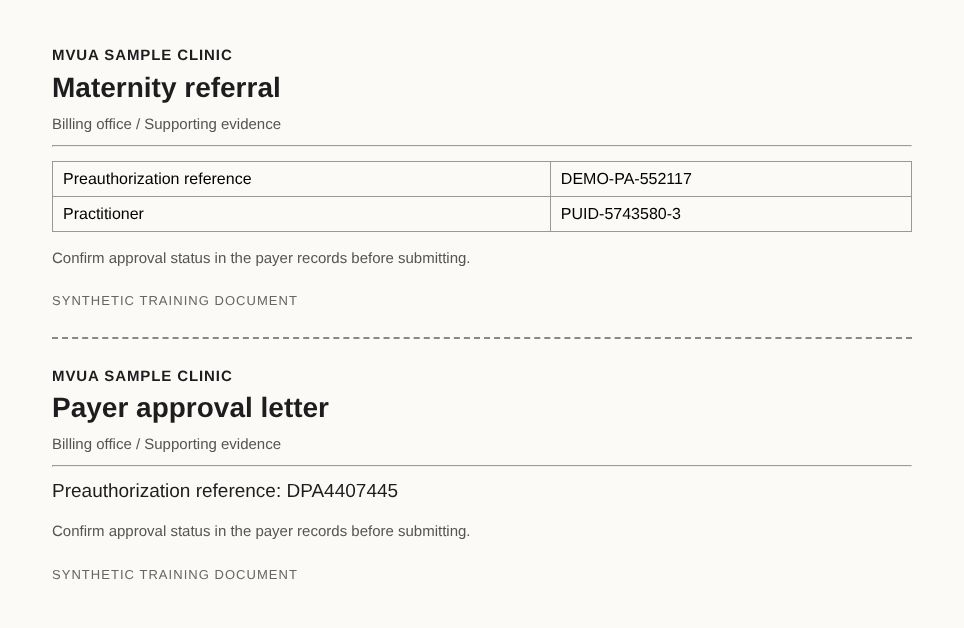 MVUA SAMPLE CLINIC
Maternity referral
Billing office / Supporting evidence
Preauthorization reference DEMO-PA-552117
Practitioner PUID-5743580-3
Confirm approval status in the payer records before submitting.
SYNTHETIC TRAINING DOCUMENT
MVUA SAMPLE CLINIC
Payer approval letter
Billing office / Supporting evidence
Preauthorization reference: DPA4407445
Confirm approval status in the payer records before submitting.
SYNTHETIC TRAINING DOCUMENT